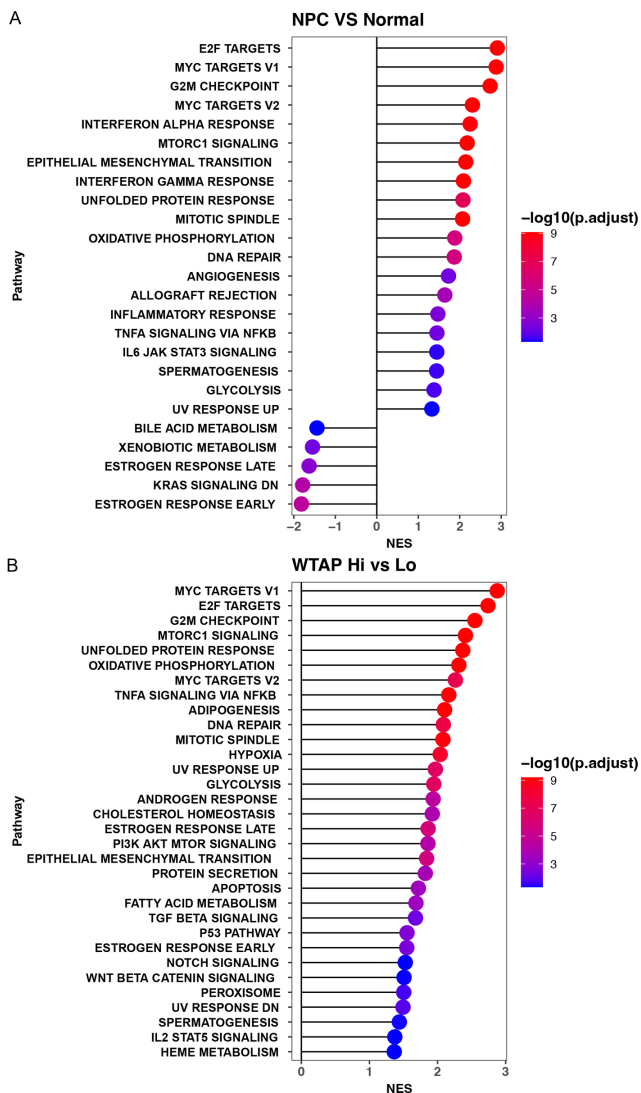 A
NPC VS Normal
E2F TARGETS
MYC TARGETS V1
G2M CHECKPOINT
MYC TARGETS V2
INTERFERON ALPHA RESPONSE
MTORC1 SIGNALING
EPITHELIAL MESENCHYMAL TRANSITION
INTERFERON GAMMA RESPONSE
UNFOLDED PROTEIN RESPONSE
MITOTIC SPINDLE
OXIDATIVE PHOSPHORYLATION
DNA REPAIR
ANGIOGENESIS
ALLOGRAFT REJECTION
INFLAMMATORY RESPONSE
TNFA SIGNALING VIA NFKB
IL6 JAK STAT3 SIGNALING
SPERMATOGENESIS
GLYCOLYSIS
UV RESPONSE UP
BILE ACID METABOLISM
XENOBIOTIC METABOLISM
ESTROGEN RESPONSE LATE
KRAS SIGNALING DN
ESTROGEN RESPONSE EARLY
Pathway
−2 −1 0 1 2 3
NES
−log10(p.adjust)
9
7
5
3
B
WTAP Hi vs Lo
MYC TARGETS V1
E2F TARGETS
G2M CHECKPOINT
MTORC1 SIGNALING
UNFOLDED PROTEIN RESPONSE
OXIDATIVE PHOSPHORYLATION
MYC TARGETS V2
TNFA SIGNALING VIA NFKB
ADIPOGENESIS
DNA REPAIR
MITOTIC SPINDLE
HYPOXIA
UV RESPONSE UP
GLYCOLYSIS
ANDROGEN RESPONSE
CHOLESTEROL HOMEOSTASIS
ESTROGEN RESPONSE LATE
PI3K AKT MTOR SIGNALING
EPITHELIAL MESENCHYMAL TRANSITION
PROTEIN SECRETION
APOPTOSIS
FATTY ACID METABOLISM
TGF BETA SIGNALING
P53 PATHWAY
ESTROGEN RESPONSE EARLY
NOTCH SIGNALING
WNT BETA CATENIN SIGNALING
PEROXISOME
UV RESPONSE DN
SPERMATOGENESIS
IL2 STAT5 SIGNALING
HEME METABOLISM
Pathway
0 1 2 3
NES
−log10(p.adjust)
9
7
5
3